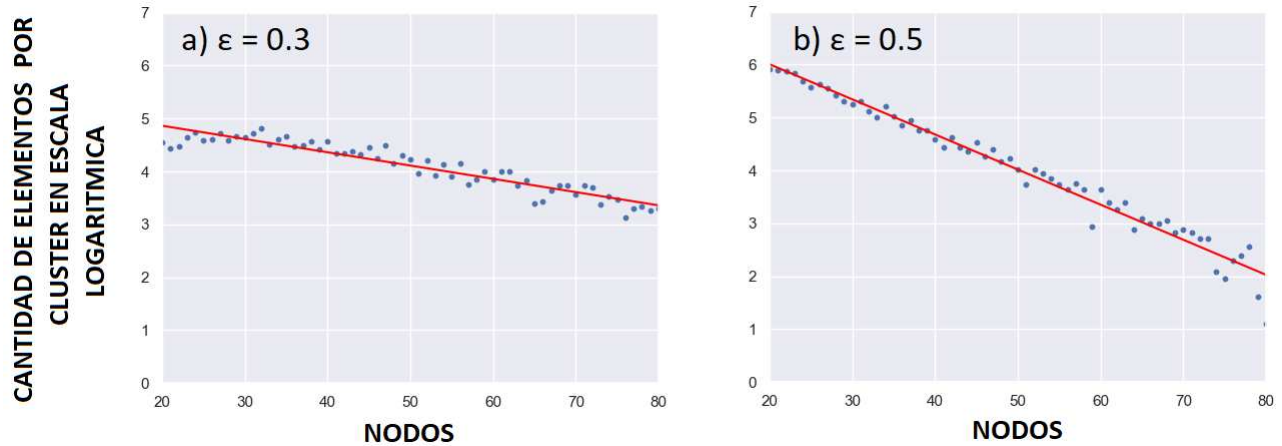 CANTIDAD DE ELEMENTOS POR
CLUSTER EN ESCALA
LOGARITMICA
a) ε = 0.3
7
6
5
4
3
2
1
0
20 30 40 50 60 70 80
NODOS
b) ε = 0.5
7
6
5
4
3
2
1
0
20 30 40 50 60 70 80
NODOS